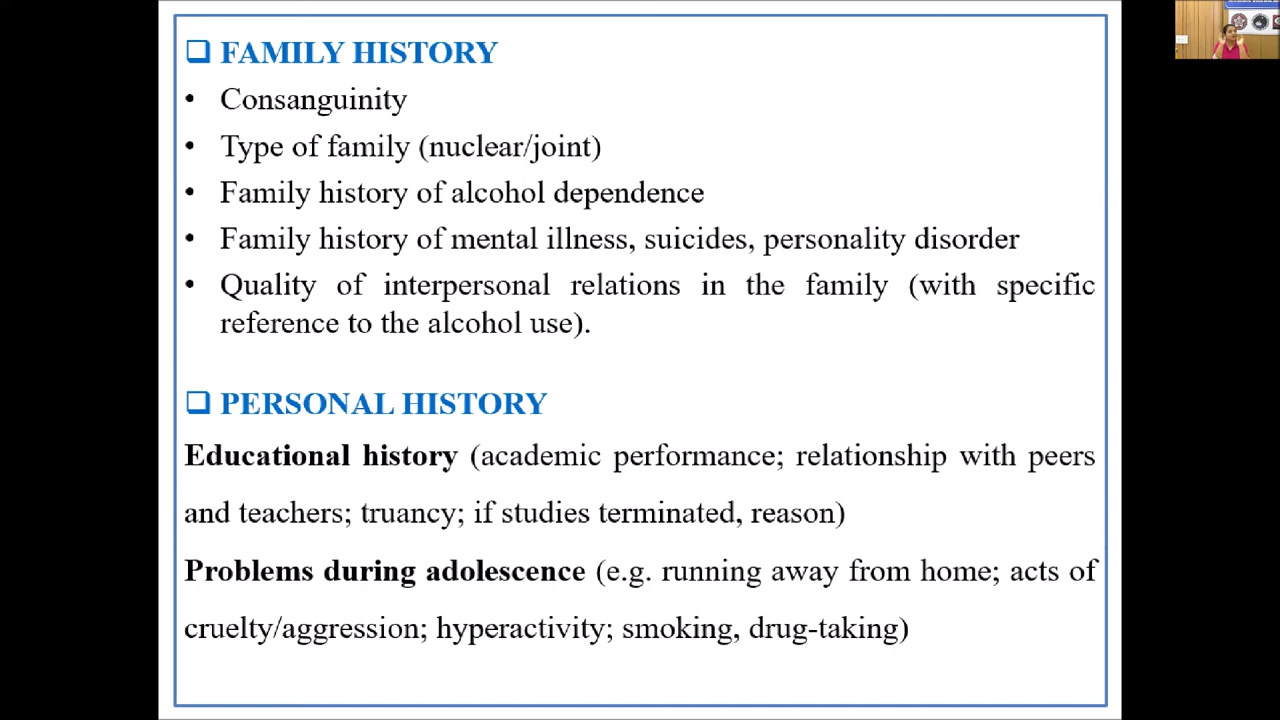 ❑ FAMILY HISTORY
• Consanguinity
• Type of family (nuclear/joint)
• Family history of alcohol dependence
• Family history of mental illness, suicides, personality disorder
• Quality of interpersonal relations in the family (with specific
reference to the alcohol use).
❑ PERSONAL HISTORY
Educational history (academic performance; relationship with peers
and teachers; truancy; if studies terminated, reason)
Problems during adolescence (e.g. running away from home; acts of
cruelty/aggression; hyperactivity; smoking, drug-taking)